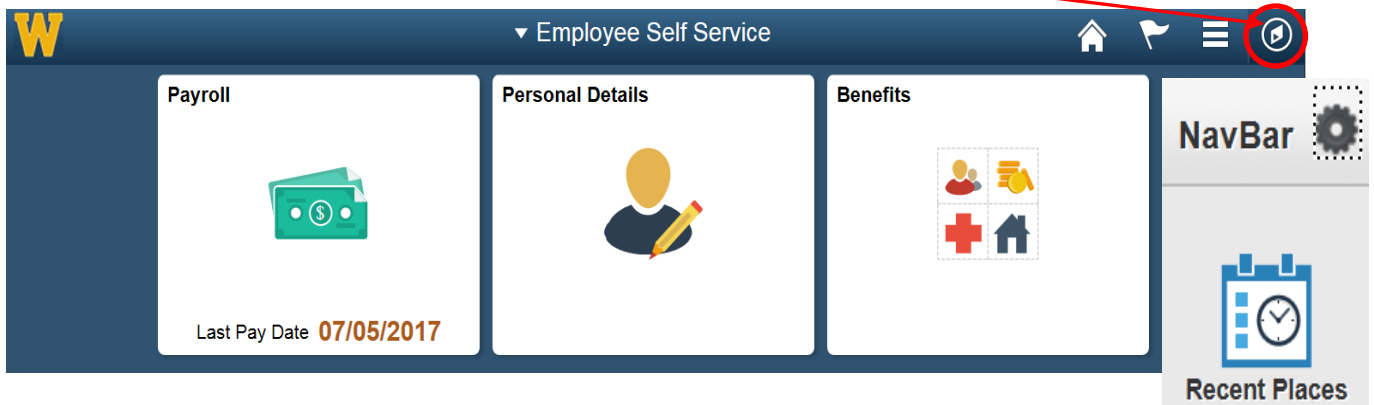 W
▼ Employee Self Service
Payroll
Personal Details
Benefits
NavBar
$
Last Pay Date 07/05/2017
Recent Places